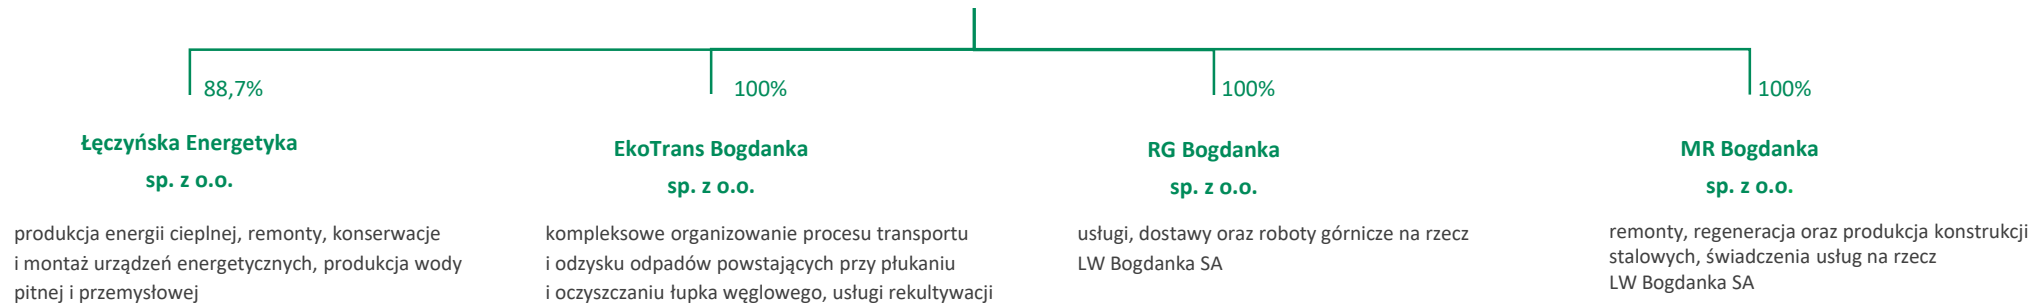 88,7%
Łęczyńska Energetyka
sp. z o.o.
produkcja energii cieplnej, remonty, konserwacje
i montaż urządzeń energetycznych, produkcja wody
pitnej i przemysłowej
100%
EkoTrans Bogdanka
sp. z o.o.
kompleksowe organizowanie procesu transportu
i odzysku odpadów powstających przy płukaniu
i oczyszczaniu łupka węglowego, usługi rekultywacji
100%
RG Bogdanka
sp. z o.o.
usługi, dostawy oraz roboty górnicze na rzecz
LW Bogdanka SA
100%
MR Bogdanka
sp. z o.o.
remonty, regeneracja oraz produkcja konstrukcji
stalowych, świadczenia usług na rzecz
LW Bogdanka SA